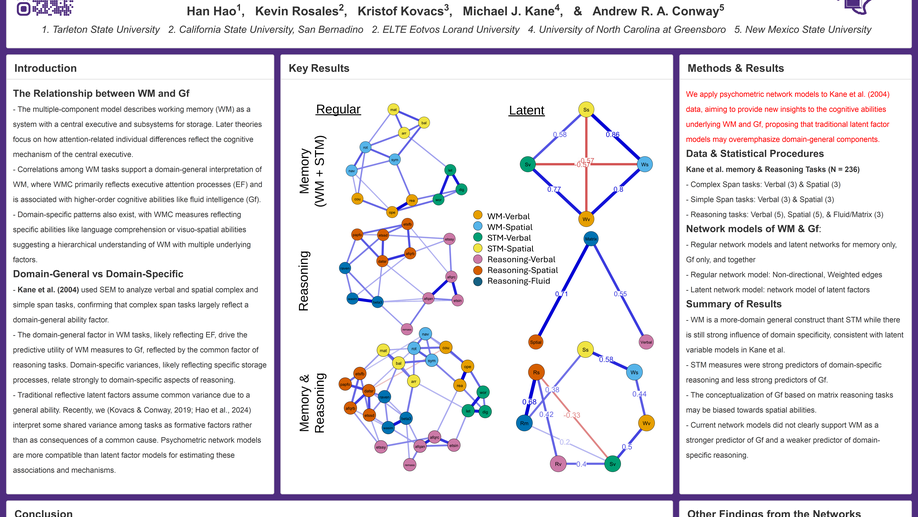 Han Hao1, Kevin Rosales2, Kristof Kovacs3, Michael J. Kane4, & Andrew R. A. Conway5
1. Tarleton State University 2. California State University, San Bernadino 2. ELTE Eotvos Lorand University 4. University of North Carolina at Greensboro 5. New Mexico State University
Introduction
The Relationship between WM and Gf
- The multiple-component model describes working memory (WM) as a
system with a central executive and subsystems for storage. Later theories
focus on how attention-related individual differences reflect the cognitive
mechanism of the central executive.
- Correlations among WM tasks support a domain-general interpretation of
WM, where WMC primarily reflects executive attention processes (EF) and
is associated with higher-order cognitive abilities like fluid intelligence (Gf).
- Domain-specific patterns also exist, with WMC measures reflecting
specific abilities like language comprehension or visuo-spatial abilities
suggesting a hierarchical understanding of WM with multiple underlying
factors.
Domain-General vs Domain-Specific
- Kane et al. (2004) used SEM to analyze verbal and spatial complex and
simple span tasks, confirming that complex span tasks largely reflect a
domain-general ability factor.
- The domain-general factor in WM tasks, likely reflecting EF, drive the
predictive utility of WM measures to Gf, reflected by the common factor of
reasoning tasks. Domain-specific variances, likely reflecting specific storage
processes, relate strongly to domain-specific aspects of reasoning.
- Traditional reflective latent factors assume common variance due to a
general ability. Recently, we (Kovacs & Conway, 2019; Hao et al., 2024)
interpret some shared variance among tasks as formative factors rather
than as consequences of a common cause. Psychometric network models
are more compatible than latent factor models for estimating these
associations and mechanisms.
Key Results
Regular
Latent
Memory
(WM + STM)
Reasoning
Memory &
Reasoning
WM-Verbal
WM-Spatial
STM-Verbal
STM-Spatial
Reasoning-Verbal
Reasoning-Spatial
Reasoning-Fluid
Ss
0.58
0.86
Sv
Ws
0.77
0.8
Wv
0.71
0.55
Spatial
Verbal
Ss
0.58
Rs
Ws
0.38
0.44
0.58
0.42
-0.33
Wv
0.2
0.5
Rv
0.4
Sv
Methods & Results
We apply psychometric network models to Kane et al. (2004)
data, aiming to provide new insights to the cognitive abilities
underlying WM and Gf, proposing that traditional latent factor
models may overemphasize domain-general components.
Data & Statistical Procedures
Kane et al. memory & Reasoning Tasks (N = 236)
- Complex Span tasks: Verbal (3) & Spatial (3)
- Simple Span tasks: Verbal (3) & Spatial (3)
- Reasoning tasks: Verbal (5), Spatial (5), & Fluid/Matrix (3)
Network models of WM & Gf:
- Regular network models and latent networks for memory only,
Gf only, and together
- Regular network model: Non-directional, Weighted edges
- Latent network model: network model of latent factors
Summary of Results
- WM is a more-domain general construct thant STM while there
is still strong influence of domain specificity, consistent with latent
variable models in Kane et al.
- STM measures were strong predictors of domain-specific
reasoning and less strong predictors of Gf.
- The conceptualization of Gf based on matrix reasoning tasks
may be biased towards spatial abilities.
- Current network models did not clearly support WM as a
stronger predictor of Gf and a weaker predictor of domain-
specific reasoning.
Conclusion
Other Findings from the Networks